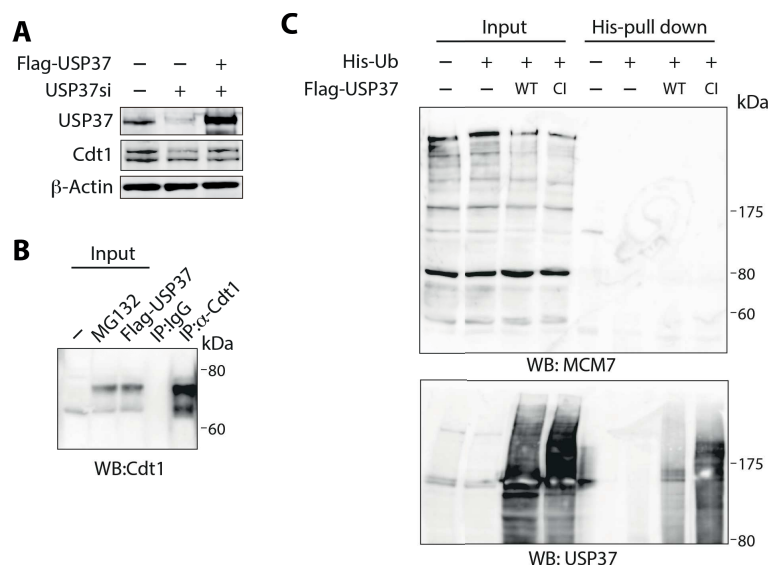 A
Flag-USP37 – – +
USP37si – + +
USP37
Cdt1
β-Actin
B
Input
– MG132 Flag-USP37 IP:IgG IP:α-Cdt1
kDa
-80
-60
WB:Cdt1
C
Input His-pull down
His-Ub – + + + – + + +
Flag-USP37 – – WT CI – – WT CI
kDa
-175
-80
-60
WB: MCM7
-175
-80
WB: USP37